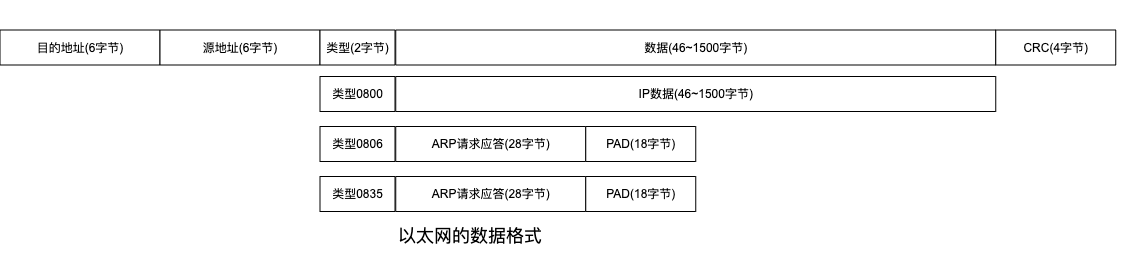 目的地址(6字节) 源地址(6字节) 类型(2字节) 数据(46~1500字节) CRC(4字节)
类型0800 IP数据(46~1500字节)
类型0806 ARP请求应答(28字节) PAD(18字节)
类型0835 ARP请求应答(28字节) PAD(18字节)
以太网的数据格式